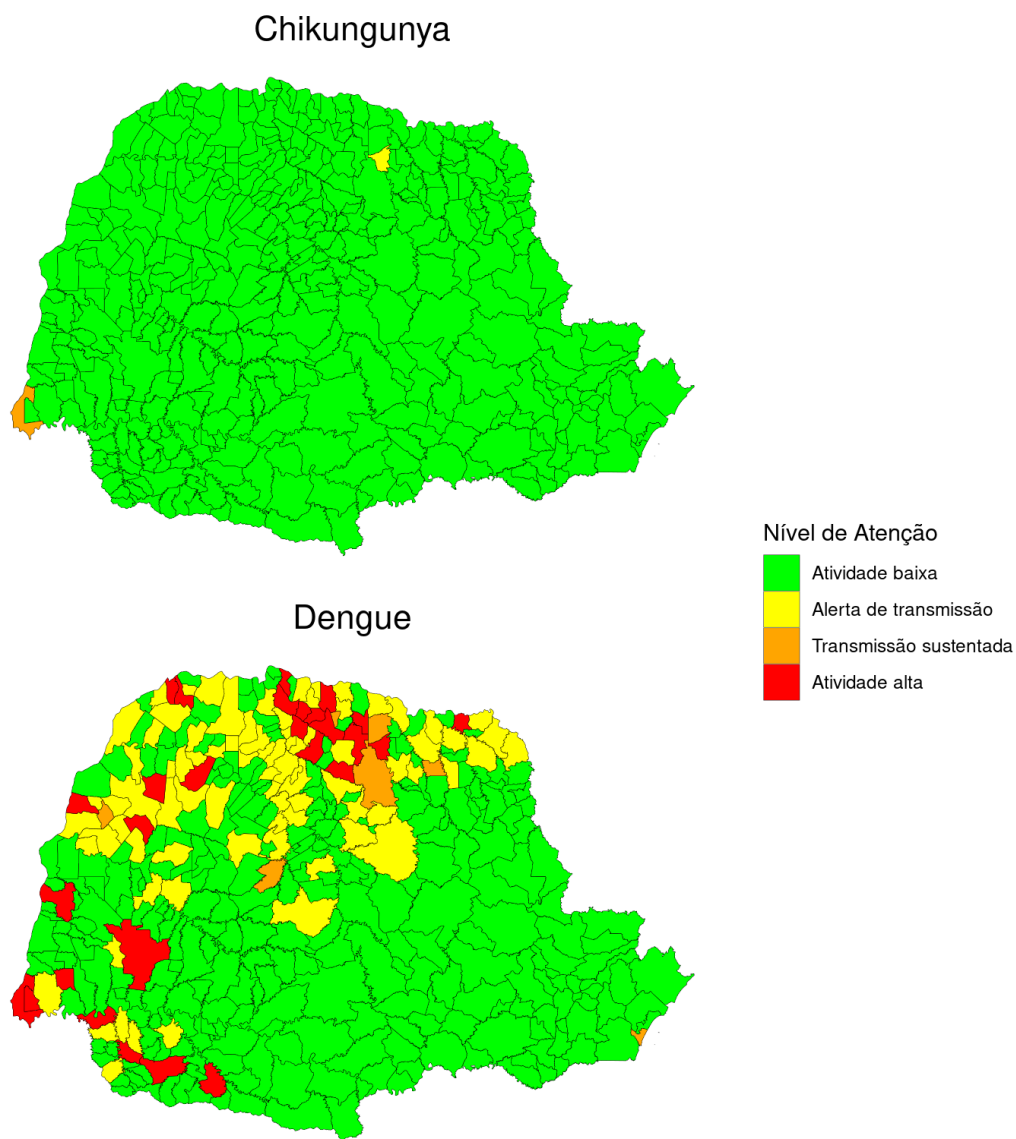 Chikungunya
Nível de Atenção
Atividade baixa
Alerta de transmissão
Transmissão sustentada
Atividade alta
Dengue